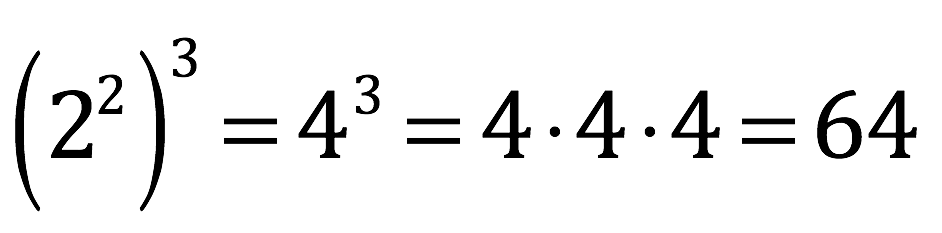 (2²)³ = 4³ = 4 · 4 · 4 = 64